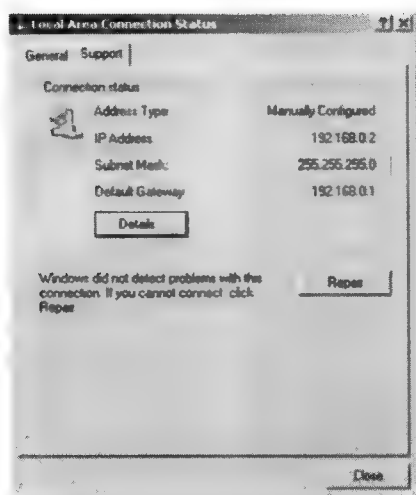 Local Area Connection Status
General Support
Connection status
Address Type: Manually Configured
IP Address: 192.168.0.2
Subnet Mask: 255.255.255.0
Default Gateway: 192.168.0.1
Details
Windows did not detect problems with this
connection. If you cannot connect, click
Repair.
Repair
Close